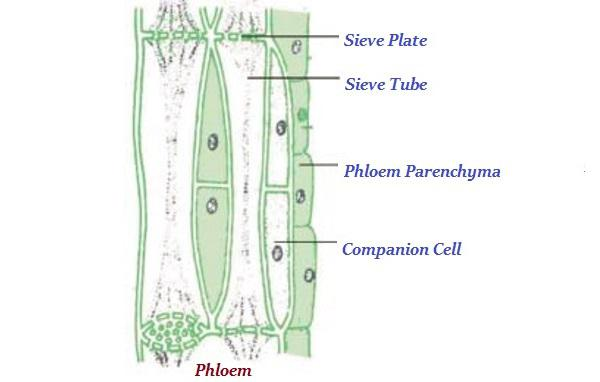 Sieve Plate
Sieve Tube
Phloem Parenchyma
Companion Cell
Phloem